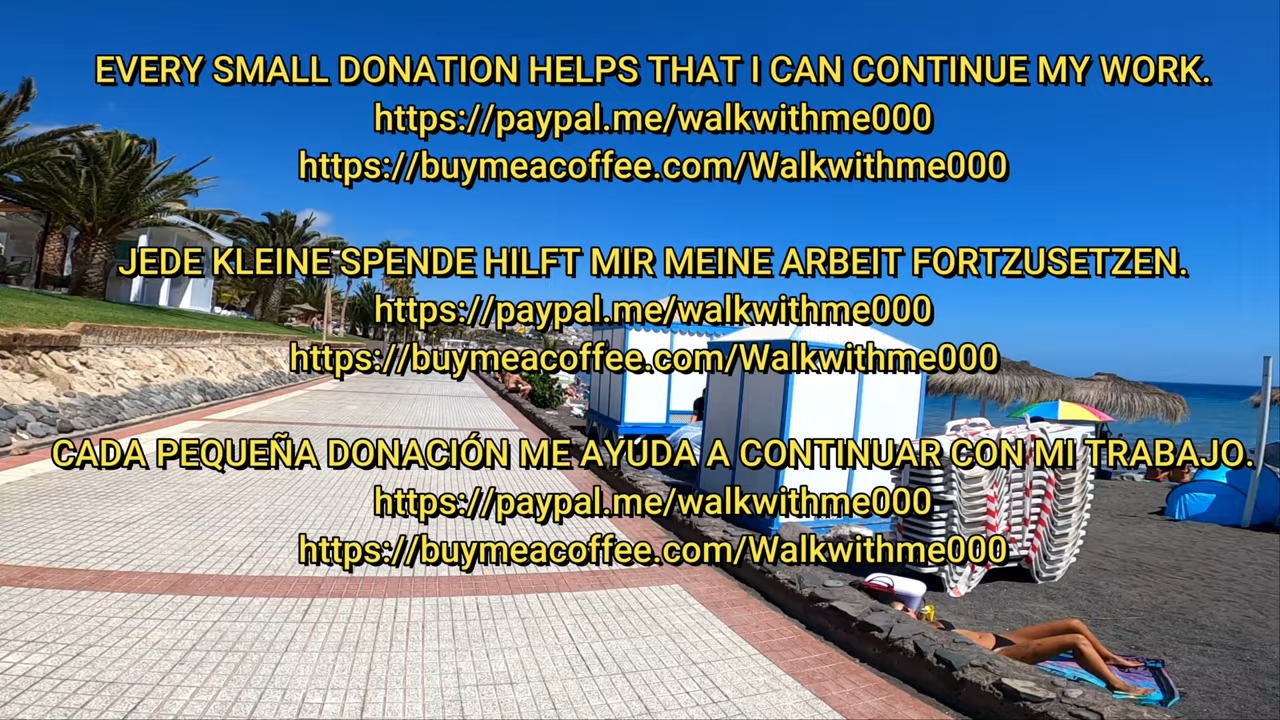 EVERY SMALL DONATION HELPS THAT I CAN CONTINUE MY WORK.
https://paypal.me/walkwithme000
https://buymeacoffee.com/Walkwithme000
JEDE KLEINE SPENDE HILFT MIR MEINE ARBEIT FORTZUSETZEN.
https://paypal.me/walkwithme000
https://buymeacoffee.com/Walkwithme000
CADA PEQUEÑA DONACIÓN ME AYUDA A CONTINUAR CON MI TRABAJO.
https://paypal.me/walkwithme000
https://buymeacoffee.com/Walkwithme000